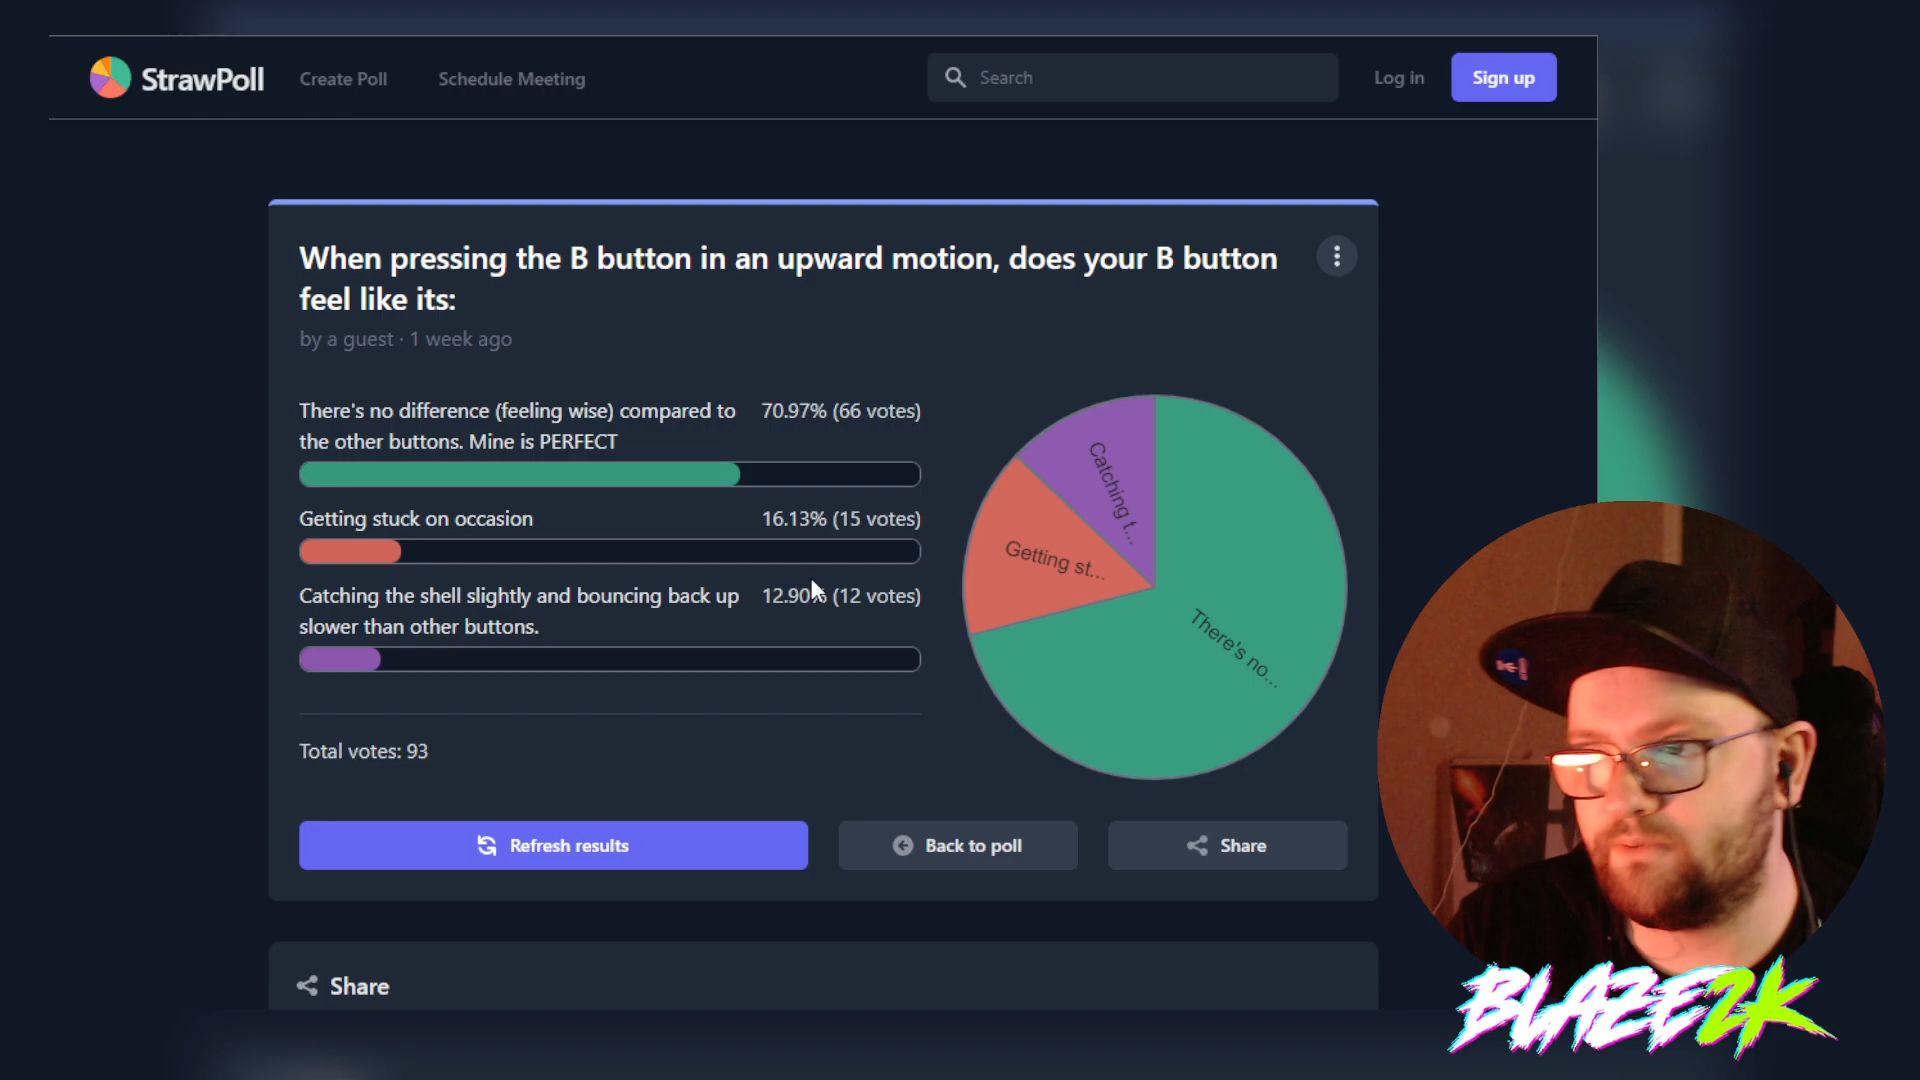 StrawPoll
Create Poll
Schedule Meeting
Search
Log in
Sign up
When pressing the B button in an upward motion, does your B button
feel like its:
by a guest · 1 week ago
There's no difference (feeling wise) compared to
the other buttons. Mine is PERFECT
70.97% (66 votes)
Getting stuck on occasion
16.13% (15 votes)
Catching the shell slightly and bouncing back up
slower than other buttons.
12.90% (12 votes)
Catching t...
Getting st...
There's no...
Total votes: 93
Refresh results
Back to poll
Share
Share
BLAZE2K